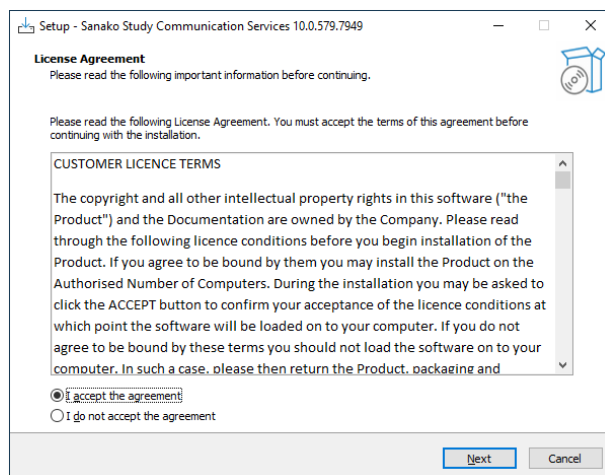 Setup - Sanako Study Communication Services 10.0.579.7949
License Agreement
Please read the following important information before continuing.
Please read the following License Agreement. You must accept the terms of this agreement before
continuing with the installation.
CUSTOMER LICENCE TERMS
The copyright and all other intellectual property rights in this software ("the
Product") and the Documentation are owned by the Company. Please read
through the following licence conditions before you begin installation of the
Product. If you agree to be bound by them you may install the Product on the
Authorised Number of Computers. During the installation you may be asked to
click the ACCEPT button to confirm your acceptance of the licence conditions at
which point the software will be loaded on to your computer. If you do not
agree to be bound by these terms you should not load the software on to your
computer. In such a case, please then return the Product, packaging and
I accept the agreement
I do not accept the agreement
Next
Cancel